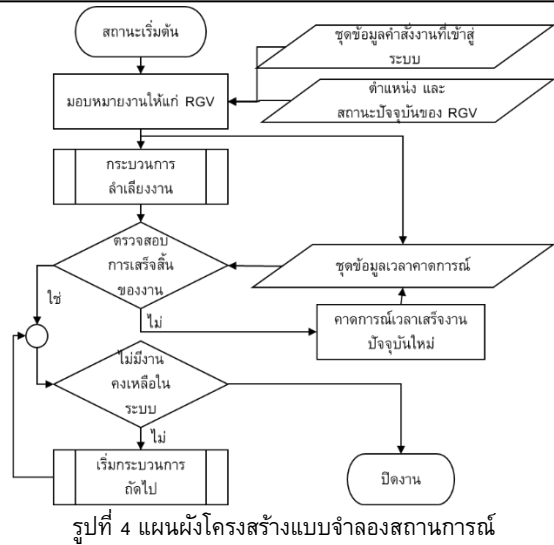 สถานะเริ่มต้น
ชุดข้อมูลคำสั่งงานที่เข้าสู่
ระบบ
มอบหมายงานให้แก่ RGV
ตำแหน่ง และ
สถานะปัจจุบันของ RGV
กระบวนการ
ลำเลียงงาน
ตรวจสอบ
การเสร็จสิ้น
ของงาน
ชุดข้อมูลเวลาคาดการณ์
ใช่
ไม่
คาดการณ์เวลาเสร็จงาน
ปัจจุบันใหม่
ไม่มีงาน
คงเหลือใน
ระบบ
ไม่
เริ่มกระบวนการ
ถัดไป
ปิดงาน
รูปที่ 4 แผนผังโครงสร้างแบบจำลองสถานการณ์